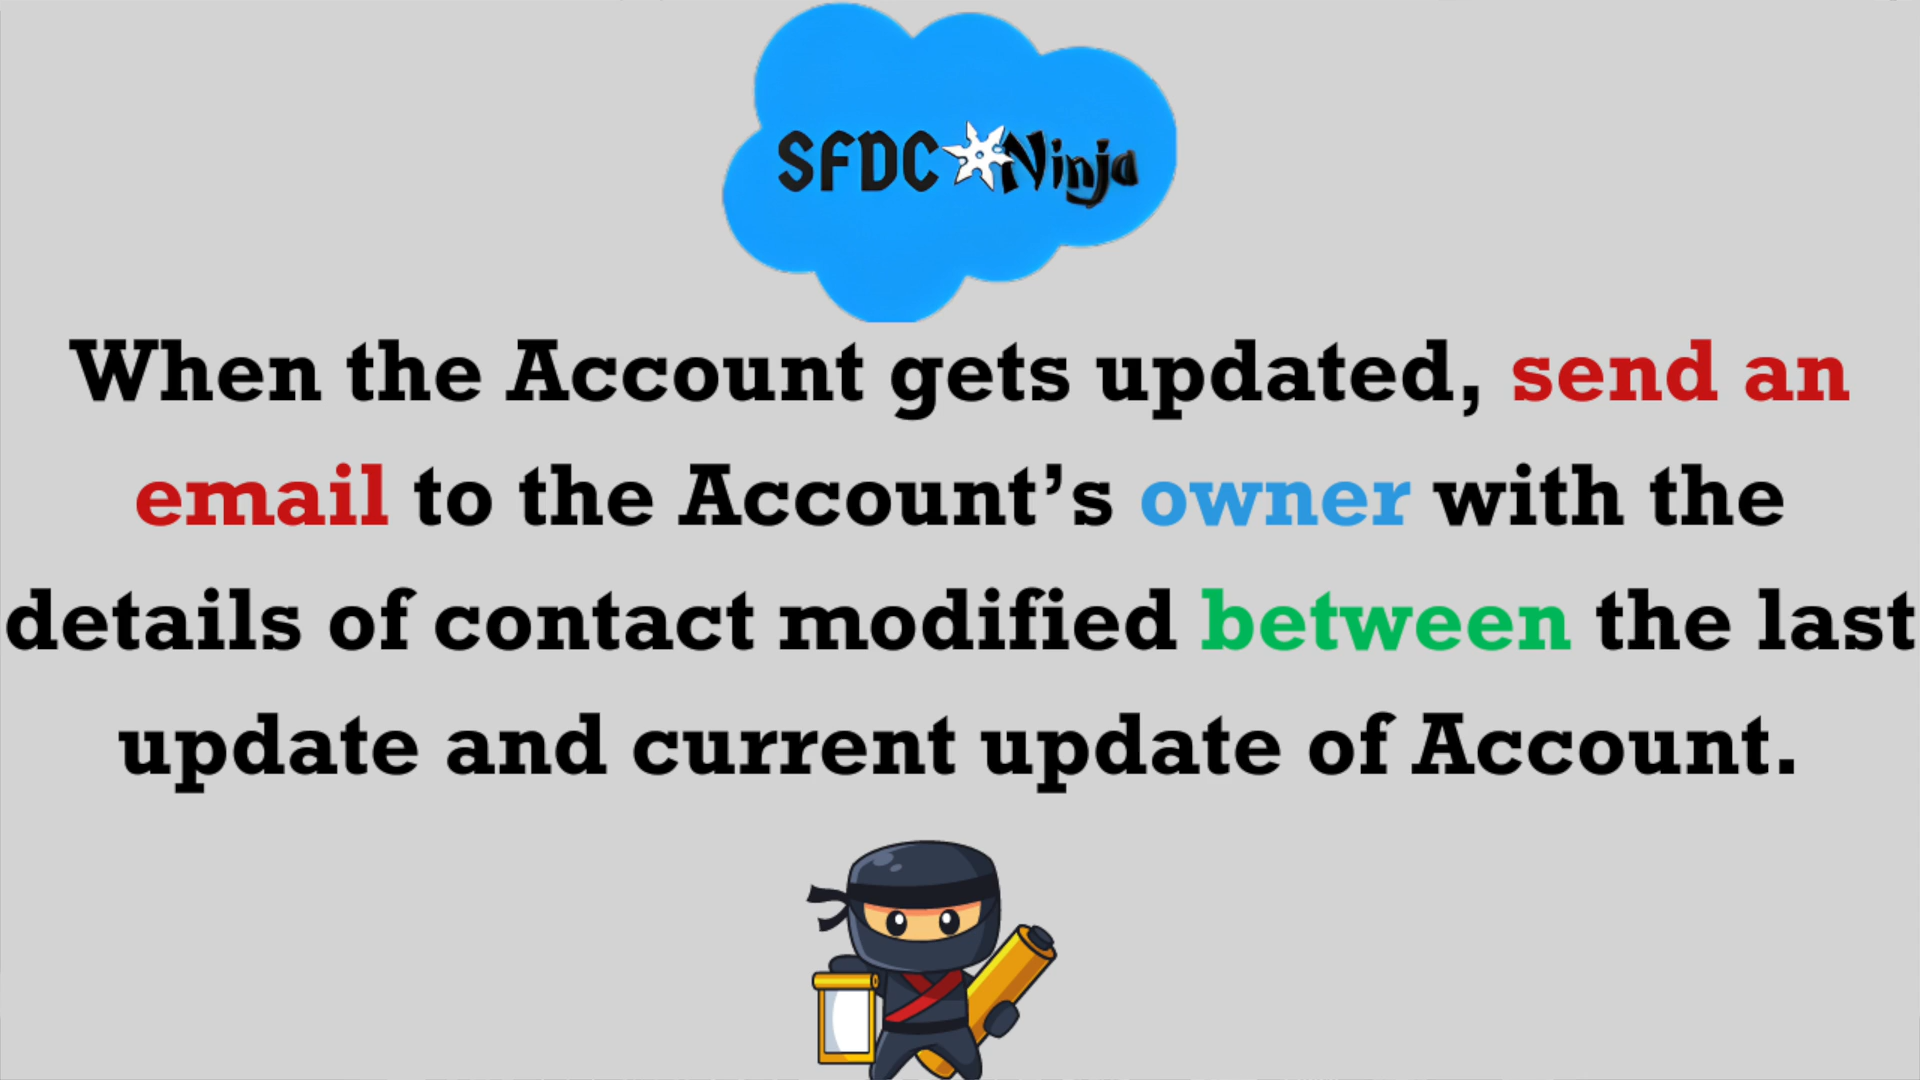 SFDC Ninja
When the Account gets updated, send an
email to the Account’s owner with the
details of contact modified between the last
update and current update of Account.